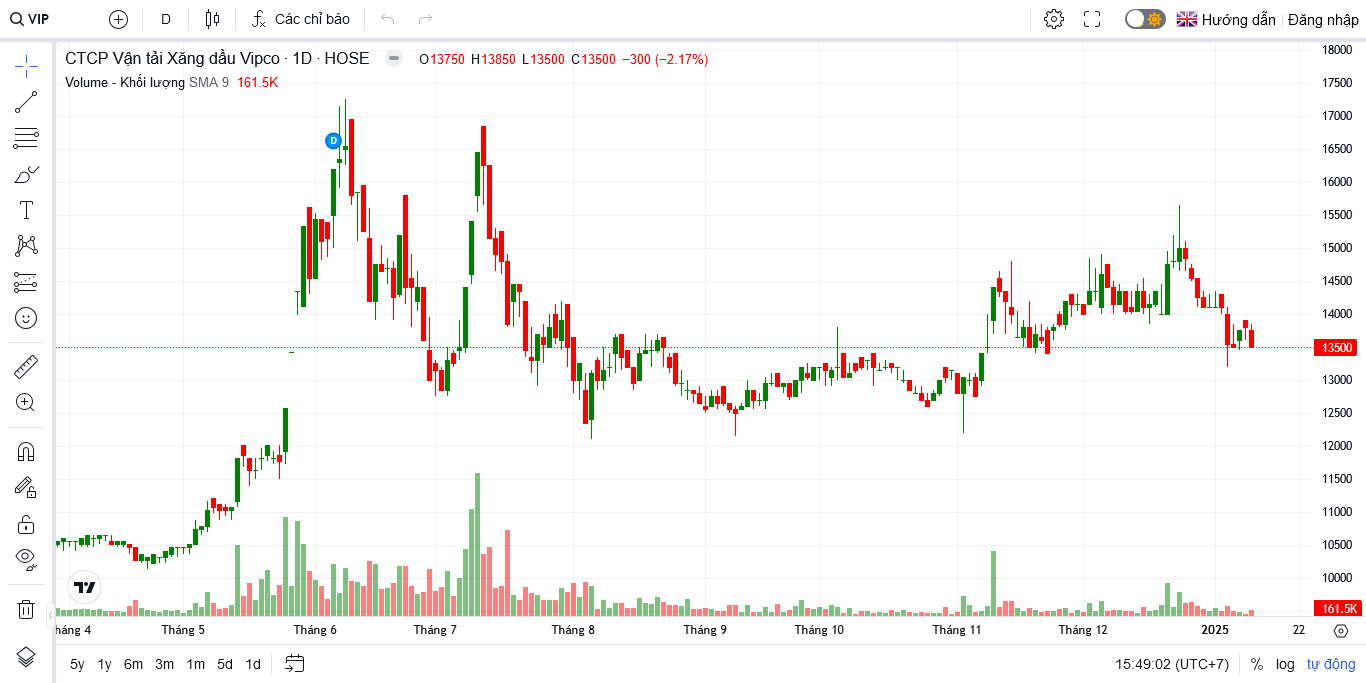 VIP D Các chỉ báo Hướng dẫn Đăng nhập
CTCP Vận tải Xăng dầu Vipco · 1D · HOSE O13750 H13850 L13500 C13500 −300 (−2.17%)
Volume - Khối lượng SMA 9 161.5K
D
18000
17500
17000
16500
16000
15500
15000
14500
14000
13500
13000
12500
12000
11500
11000
10500
10000
161.5K
háng 4 Tháng 5 Tháng 6 Tháng 7 Tháng 8 Tháng 9 Tháng 10 Tháng 11 Tháng 12 2025 22
5y 1y 6m 3m 1m 5d 1d 15:49:02 (UTC+7) % log tự động